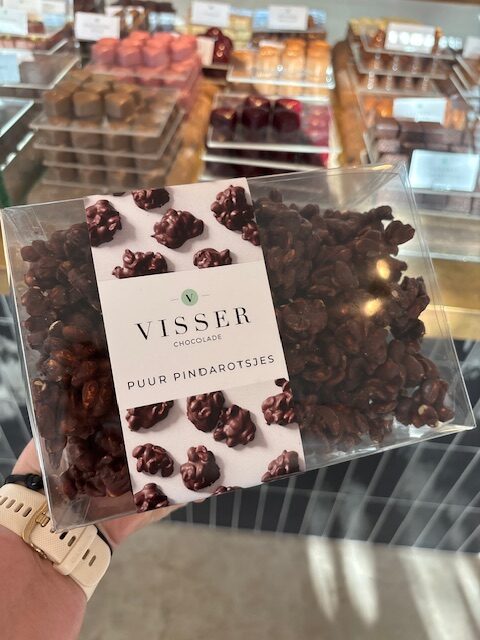 V
VISSER
CHOCOLADE
PUUR PINDAROTSJES